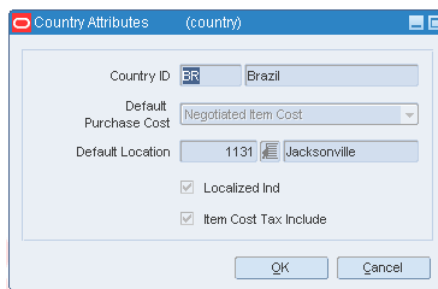 Country Attributes (country)
Country ID BR Brazil
Default
Purchase Cost Negotiated Item Cost
Default Location 1131 Jacksonville
Localized Ind
Item Cost Tax Include
OK Cancel